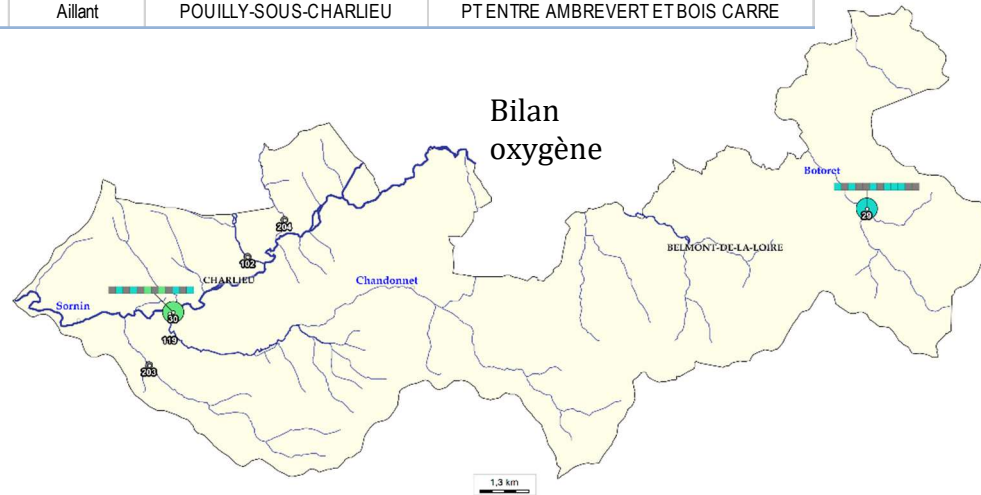 Aillant POUILLY-SOUS-CHARLIEU PT ENTRE AMBREVERT ET BOIS CARRE
Bilan
oxygène
Botoret
29
204
BELMONT-DE-LA-LOIRE
102
CHARLIEU
Chandonnet
Sornin
30
119
203
1,3 km